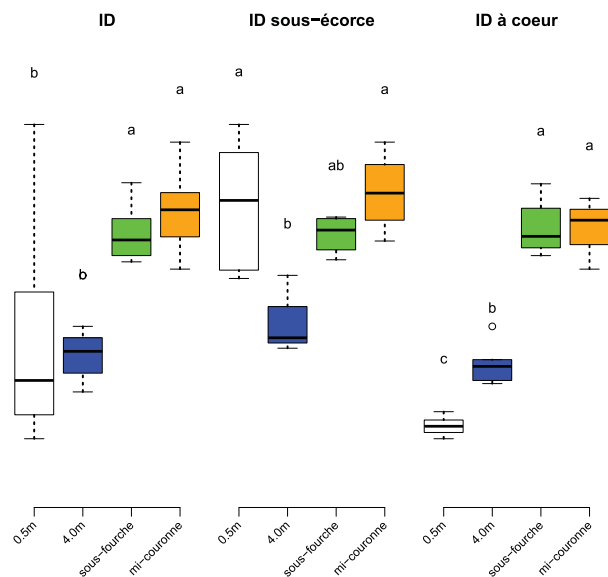 ID
ID sous−écorce
ID à coeur
b
b
a
a
a
b
ab
a
c
b
a
a
0.5m
4.0m
sous−fourche
mi−couronne
0.5m
4.0m
sous−fourche
mi−couronne
0.5m
4.0m
sous−fourche
mi−couronne